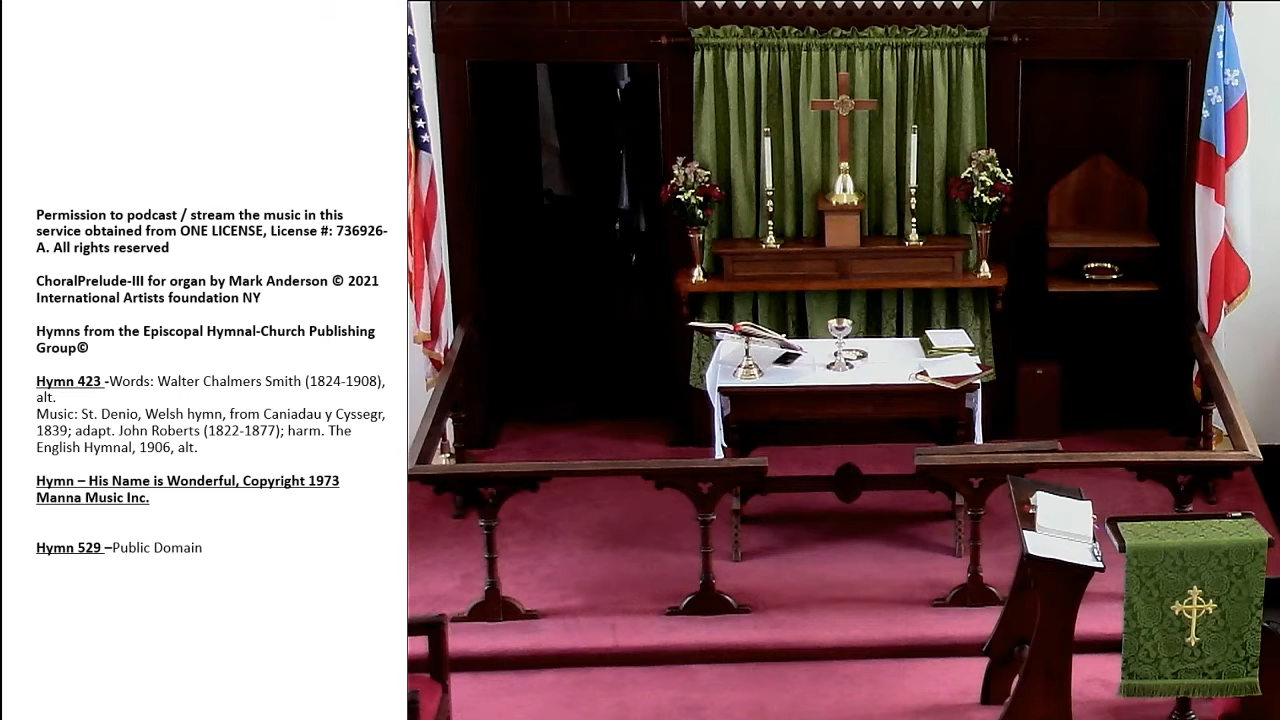 Permission to podcast / stream the music in this
service obtained from ONE LICENSE, License #: 736926-
A. All rights reserved
ChoralPrelude-III for organ by Mark Anderson © 2021
International Artists foundation NY
Hymns from the Episcopal Hymnal-Church Publishing
Group©
Hymn 423 -Words: Walter Chalmers Smith (1824-1908),
alt.
Music: St. Denio, Welsh hymn, from Caniadau y Cyssegr,
1839; adapt. John Roberts (1822-1877); harm. The
English Hymnal, 1906, alt.
Hymn – His Name is Wonderful, Copyright 1973
Manna Music Inc.
Hymn 529 –Public Domain